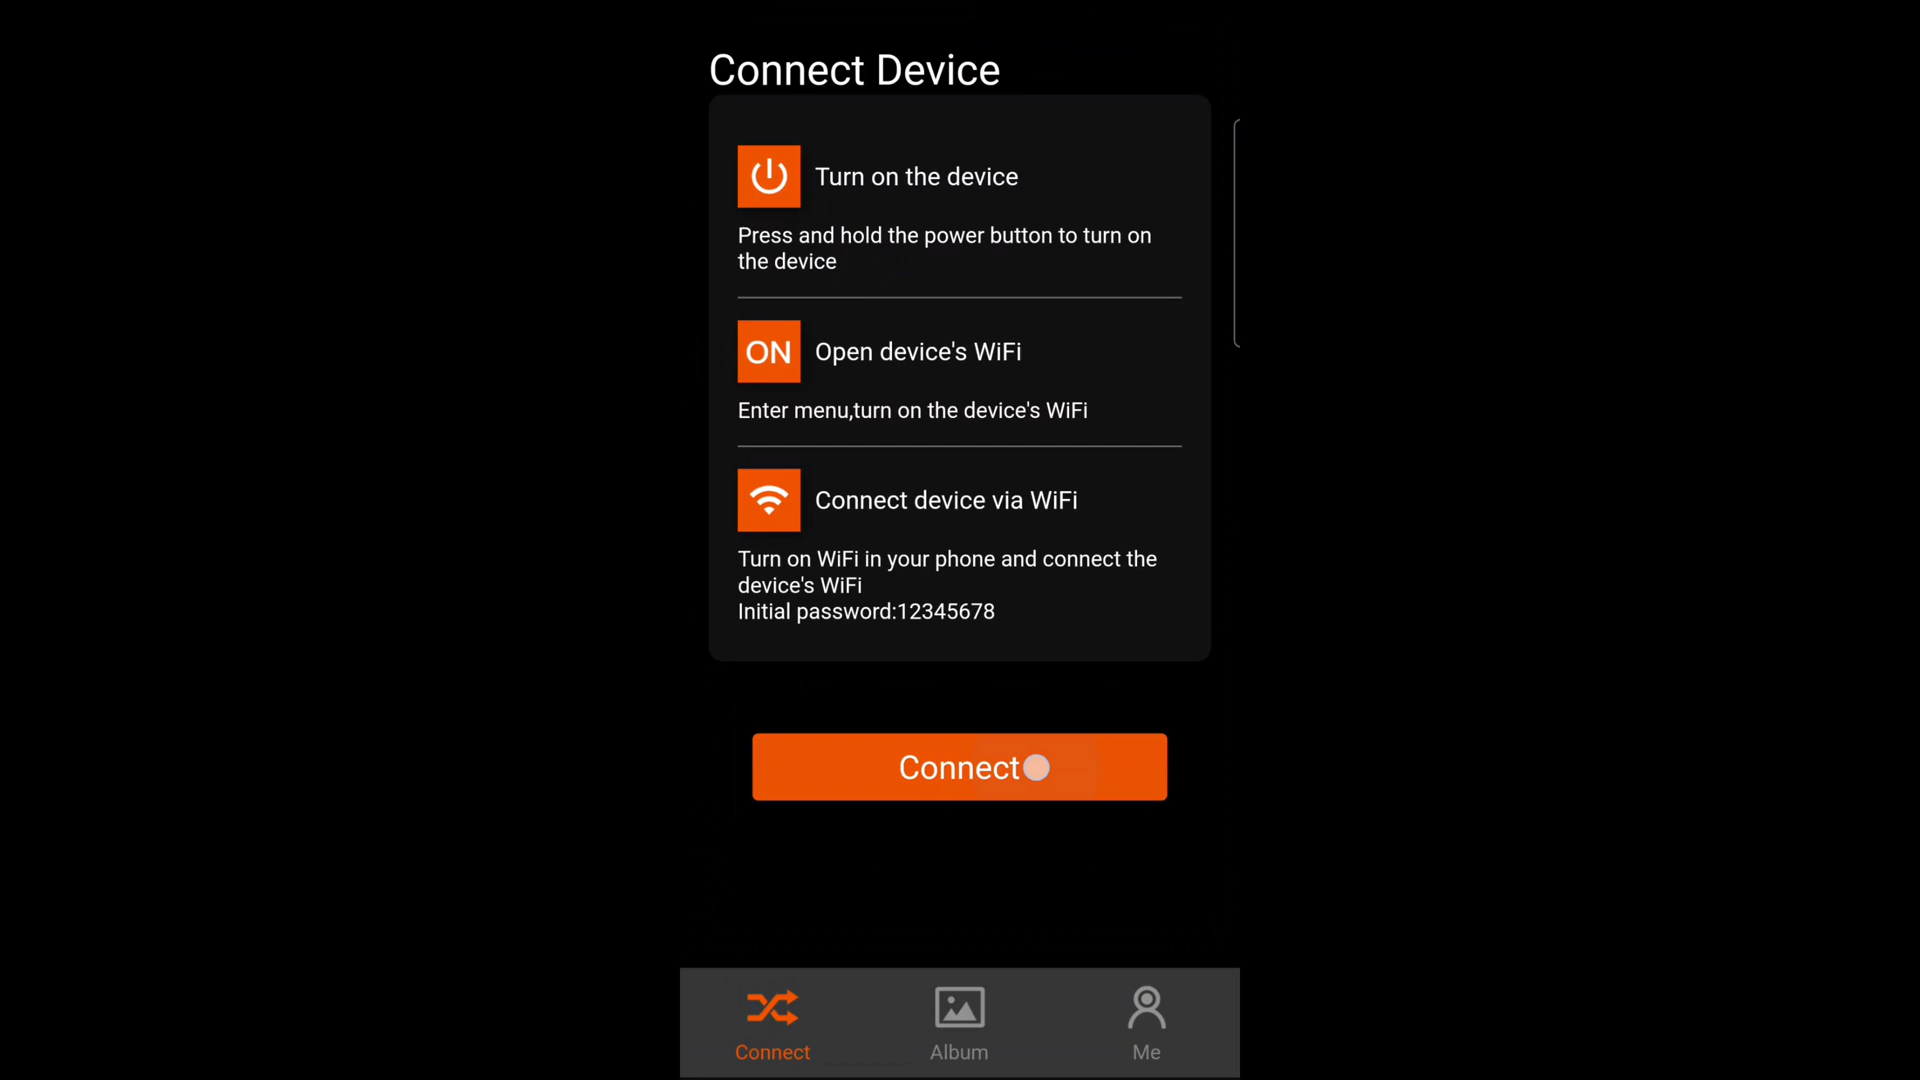 Connect Device
Turn on the device
Press and hold the power button to turn on
the device
ON
Open device's WiFi
Enter menu,turn on the device's WiFi
Connect device via WiFi
Turn on WiFi in your phone and connect the
device's WiFi
Initial password:12345678
Connect
Connect
Album
Me